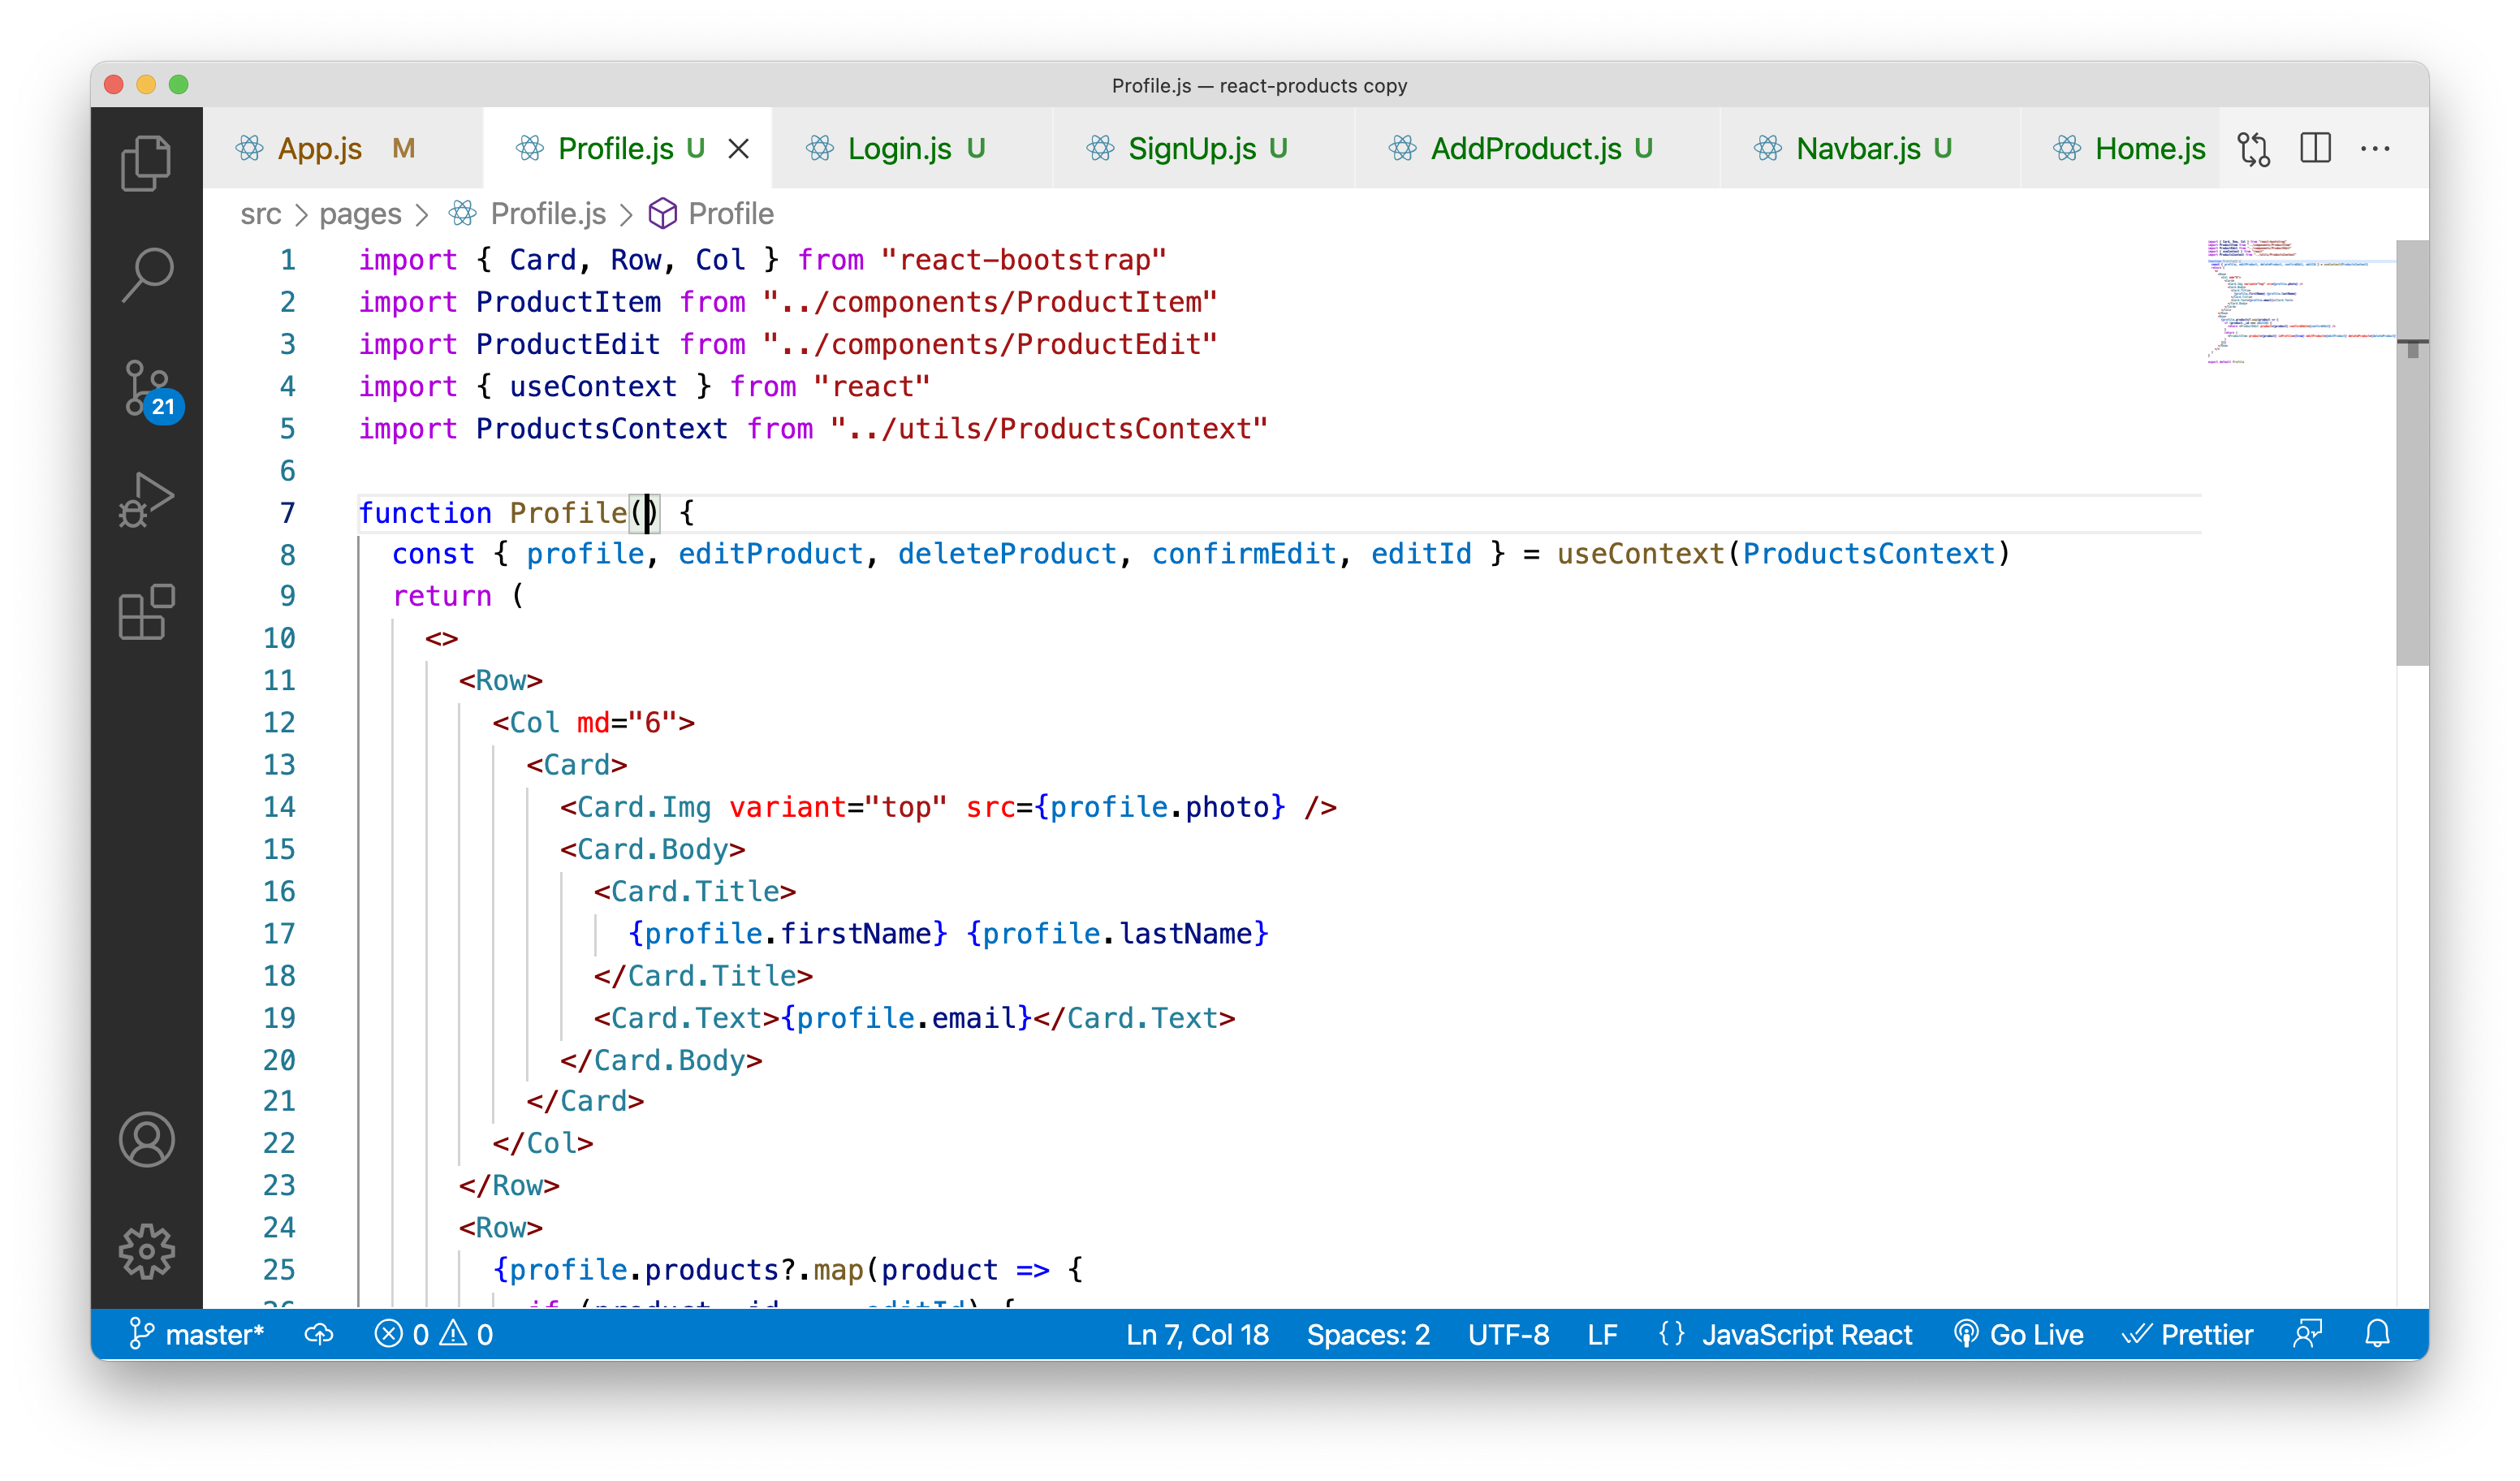 Profile.js — react-products copy
App.js M Profile.js U Login.js U SignUp.js U AddProduct.js U Navbar.js U Home.js
src > pages > Profile.js > Profile
1 import { Card, Row, Col } from "react-bootstrap"
2 import ProductItem from "../components/ProductItem"
3 import ProductEdit from "../components/ProductEdit"
4 import { useContext } from "react"
5 import ProductsContext from "../utils/ProductsContext"
6
7 function Profile() {
8 const { profile, editProduct, deleteProduct, confirmEdit, editId } = useContext(ProductsContext)
9 return (
10 <>
11 <Row>
12 <Col md="6">
13 <Card>
14 <Card.Img variant="top" src={profile.photo} />
15 <Card.Body>
16 <Card.Title>
17 {profile.firstName} {profile.lastName}
18 </Card.Title>
19 <Card.Text>{profile.email}</Card.Text>
20 </Card.Body>
21 </Card>
22 </Col>
23 </Row>
24 <Row>
25 {profile.products?.map(product => {
21
master* 0 0 Ln 7, Col 18 Spaces: 2 UTF-8 LF {} JavaScript React Go Live Prettier